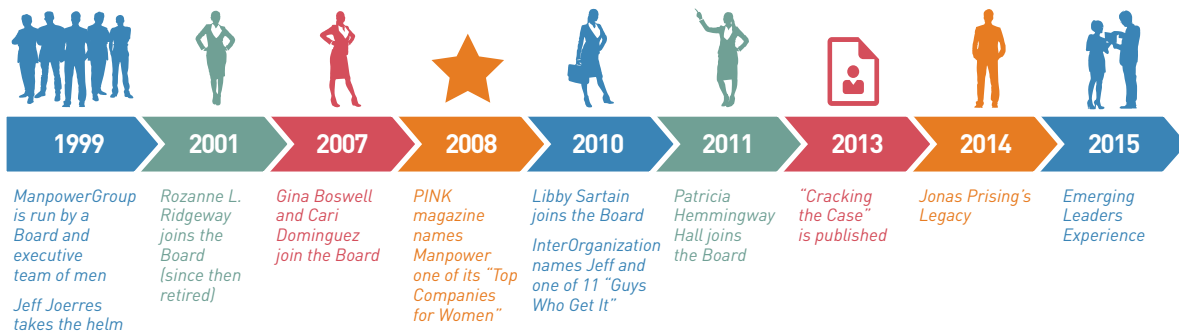 1999
2001
2007
2008
2010
2011
2013
2014
2015
ManpowerGroup
is run by a
Board and
executive
team of men
Jeff Joerres
takes the helm
Rozanne L.
Ridgeway
joins the
Board
(since then
retired)
Gina Boswell
and Cari
Dominguez
join the Board
PINK
magazine
names
Manpower
one of its “Top
Companies
for Women”
Libby Sartain
joins the Board
InterOrganization
names Jeff and
one of 11 “Guys
Who Get It”
Patricia
Hemmingway
Hall joins
the Board
“Cracking
the Case”
is published
Jonas Prising’s
Legacy
Emerging
Leaders
Experience